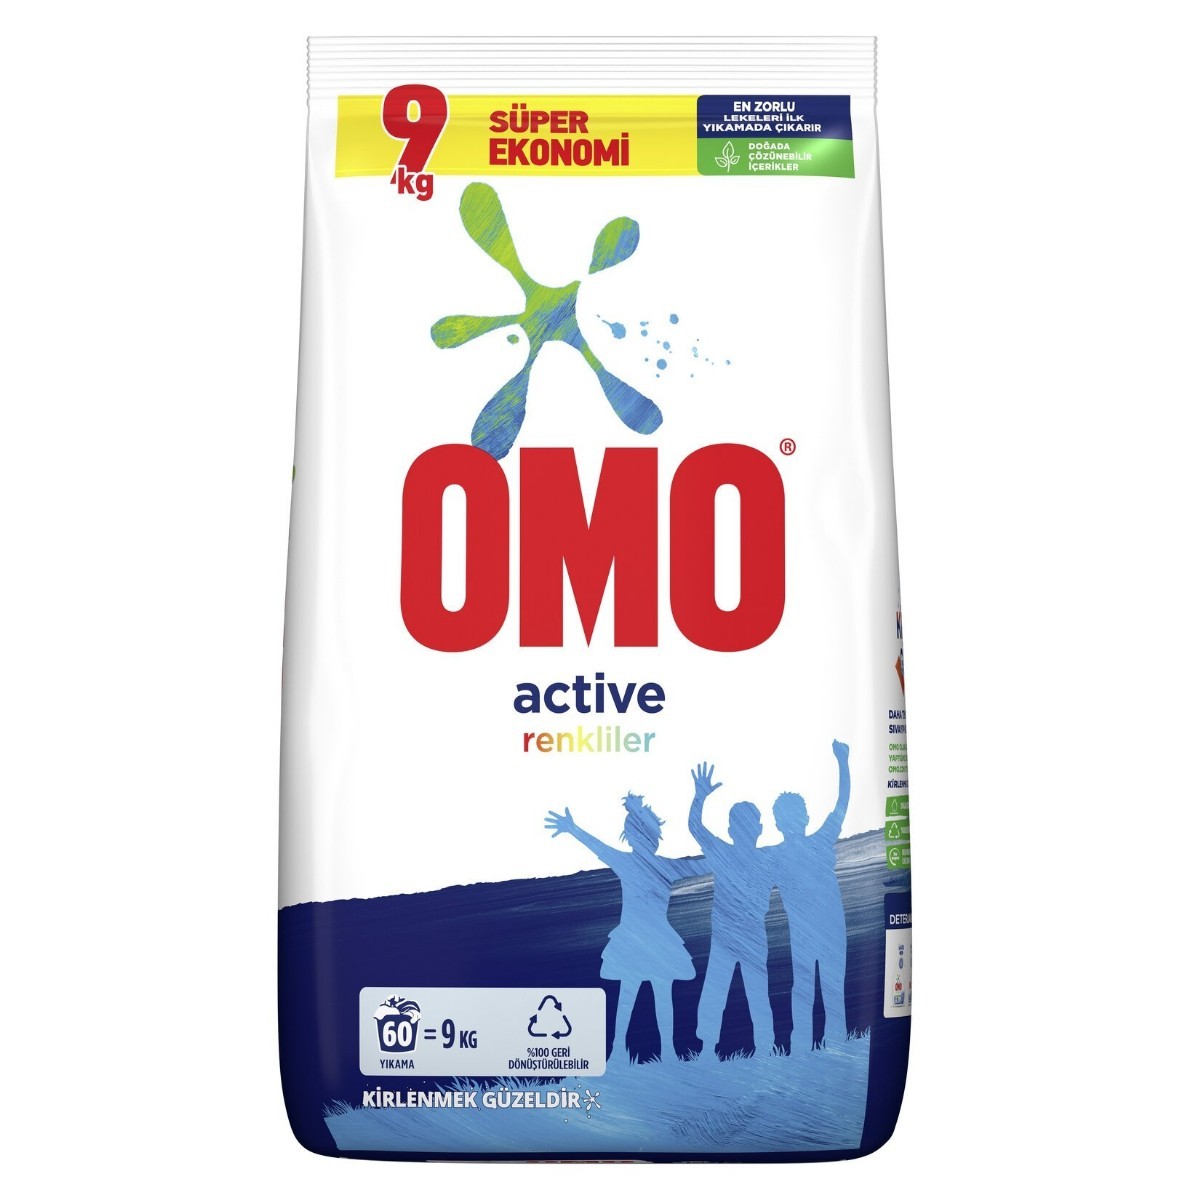 9
kg
SÜPER
EKONOMİ
EN ZORLU
LEKELERİ İLK
YIKAMADA ÇIKARIR
DOĞADA
ÇÖZÜNEBİLİR
İÇERİKLER
OMO®
active
renkliler
60 = 9 KG
YIKAMA
%100 GERİ
DÖNÜŞTÜRÜLEBİLİR
KİRLENMEK GÜZELDİR